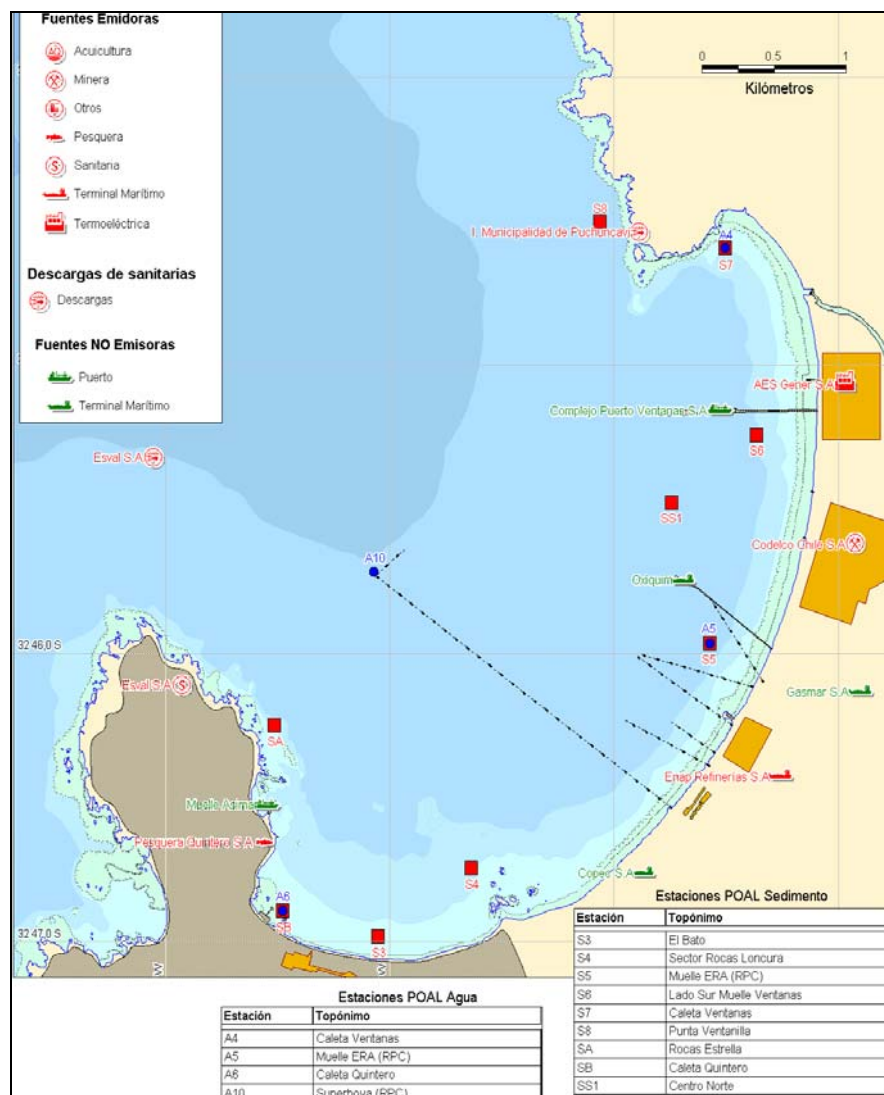 Fuentes Emidoras
Acuicultura
Minera
Otros
Pesquera
Sanitaria
Terminal Marítimo
Termoeléctrica
Descargas de sanitarias
Descargas
Fuentes NO Emisoras
Puerto
Terminal Marítimo
0 1
Kilómetros
S8
I. Municipalidad de Puchuncaví
A4
S7
AES Gener S.A
Complejo Puerto Ventagas S.A
S6
Esval S.A
SS1
Codelco Chile S.A
A10
Oxiquim
32 46,0 S
A5
S5
Esval S.A
Gasmar S.A
SA
Enap Refinerías S.A
Muelle Asimar
Pesquera Quintero S.A
S4
Copec S.A
A6
SB
S3
32 47,0 S
W
W
Estaciones POAL Sedimento
Estación Topónimo
S3 El Bato
S4 Sector Rocas Loncura
S5 Muelle ERA (RPC)
S6 Lado Sur Muelle Ventanas
S7 Caleta Ventanas
S8 Punta Ventanilla
SA Rocas Estrella
SB Caleta Quintero
SS1 Centro Norte
Estaciones POAL Agua
Estación Topónimo
A4 Caleta Ventanas
A5 Muelle ERA (RPC)
A6 Caleta Quintero
A10 Superboya (RPC)